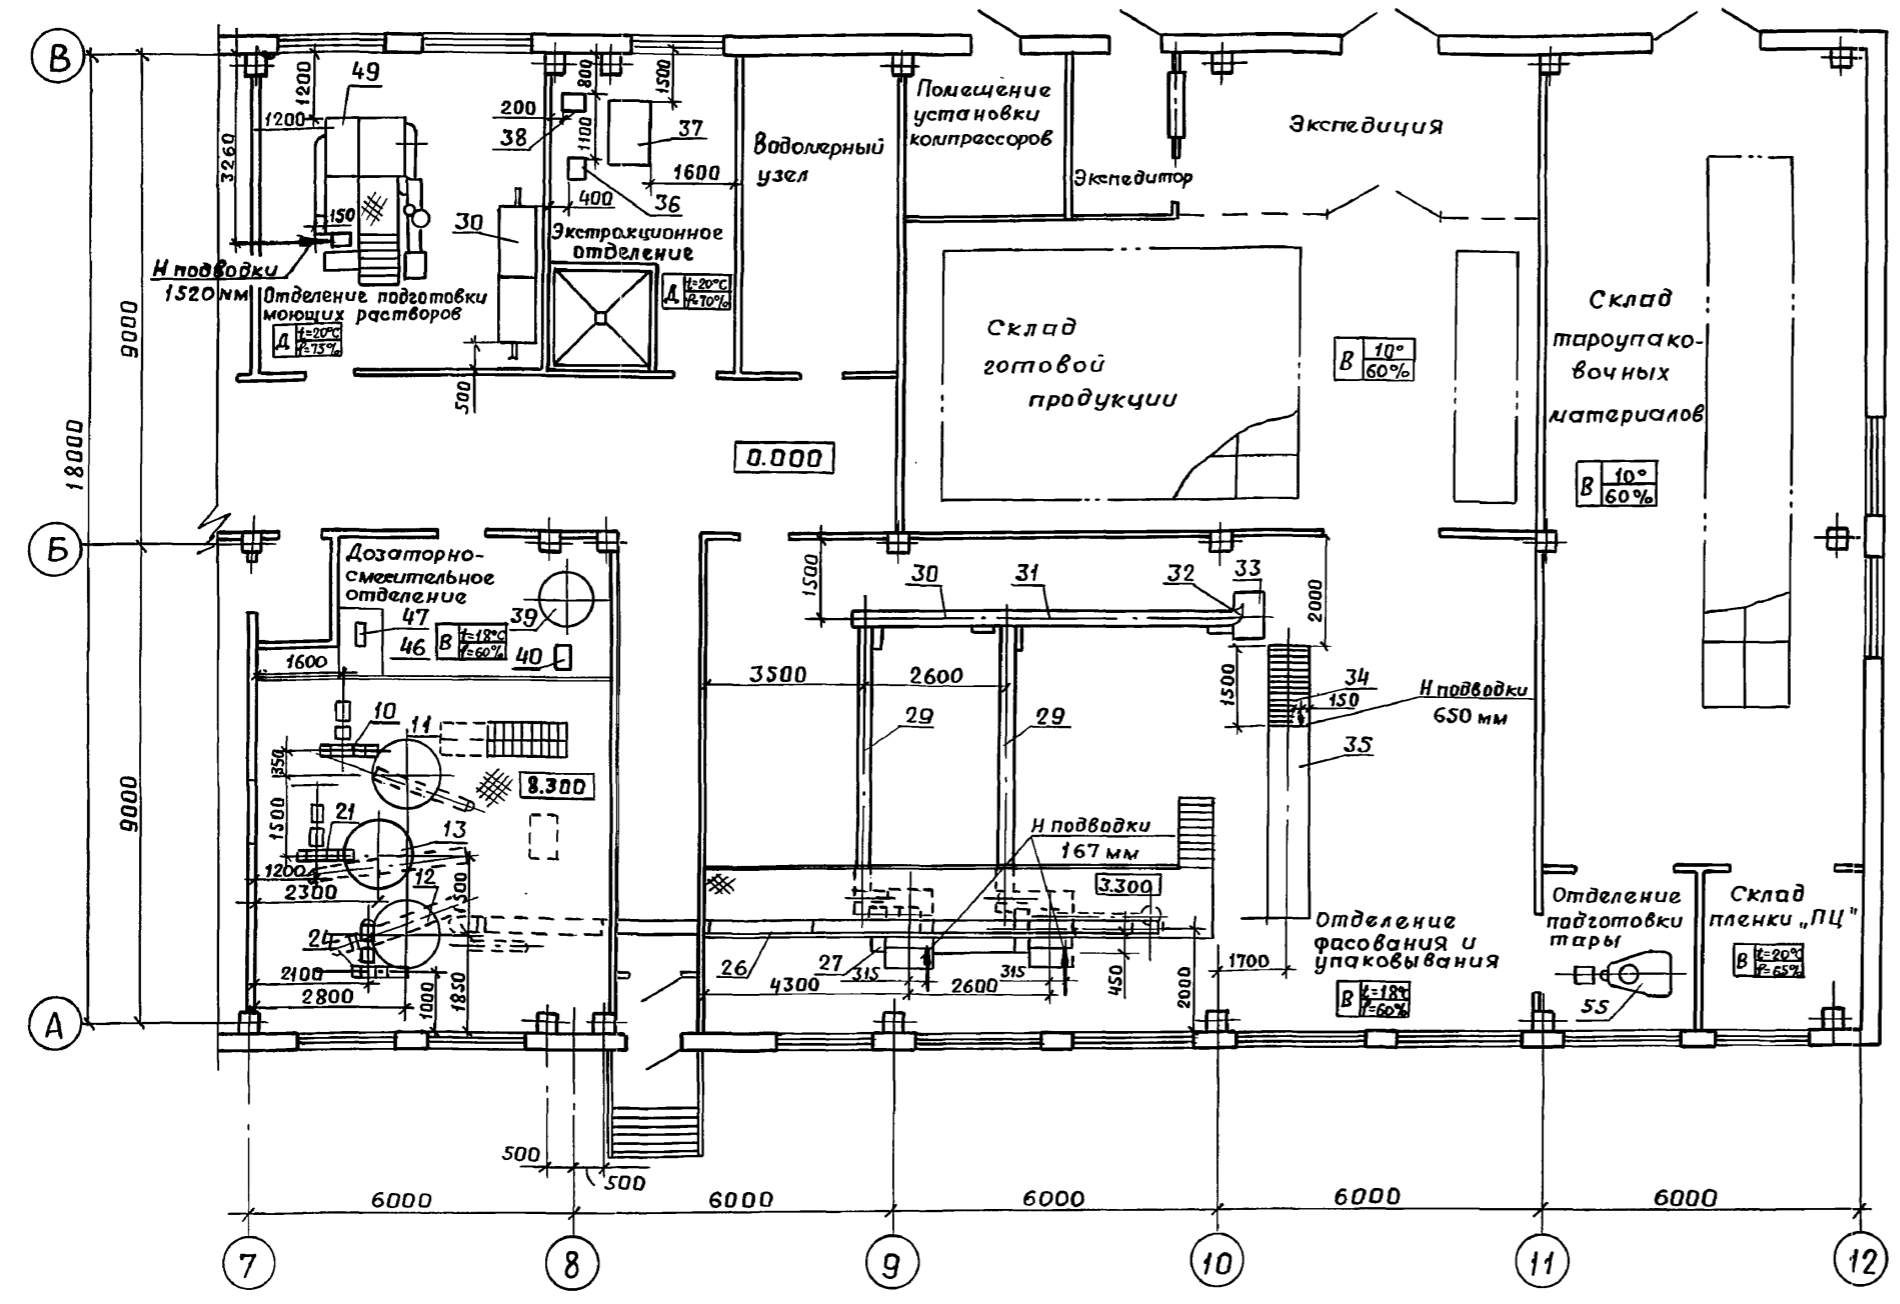 В
49
1200
1200
3260
150
Н подводки
1520 мм
Отделение подготовки
моющих растворов
Д
t=20°C
f=75%
30
500
200
38
800
1100
1500
37
1600
400
36
Экстракционное
отделение
Д
t=20°C
f=70%
Водомерный
узел
Помещение
установки
компрессоров
Экспедитор
Экспедиция
Склад
готовой
продукции
В
10°
60%
Склад
тароупако-
вочных
материалов
В
10°
60%
9000
18000
9000
0.000
Б
Дозаторно-
смесительное
отделение
47
46
В
t=18°C
f=60%
39
40
1600
10
11
350
1500
21
13
8.300
1200
2300
12
500
24
2100
2800
1000
1850
1500
30
31
32
33
2000
3500
2600
29
29
1500
34
150
Н подводки
650 мм
35
Н подводки
167 мм
3.300
26
27
315
315
4300
2600
450
2000
1700
Отделение
фасования и
упаковывания
В
t=18°C
f=60%
Отделение
подготовки
тары
55
Склад
пленки „ПЦ"
В
t=20°C
f=65%
А
500
500
6000
6000
6000
6000
6000
7
8
9
10
11
12